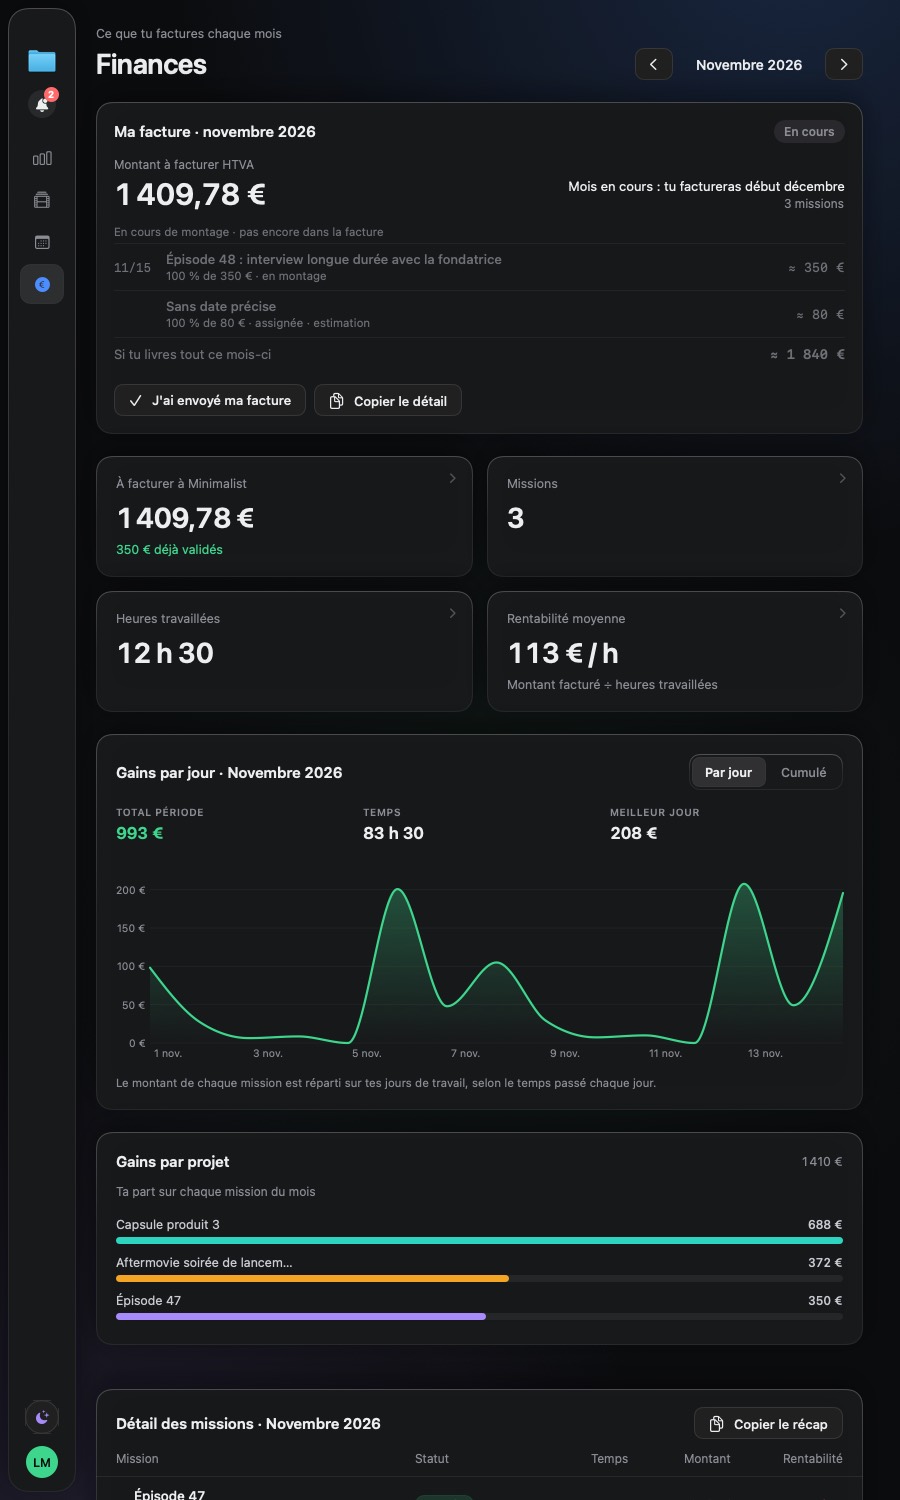 Ce que tu factures chaque mois
Finances
Novembre 2026
2
Ma facture · novembre 2026
En cours
Montant à facturer HTVA
1 409,78 €
Mois en cours : tu factureras début décembre
3 missions
En cours de montage · pas encore dans la facture
11/15
Épisode 48 : interview longue durée avec la fondatrice
100 % de 350 € · en montage
≈ 350 €
Sans date précise
100 % de 80 € · assignée · estimation
≈ 80 €
Si tu livres tout ce mois-ci
≈ 1 840 €
J'ai envoyé ma facture
Copier le détail
À facturer à Minimalist
1 409,78 €
350 € déjà validés
Missions
3
Heures travaillées
12 h 30
Rentabilité moyenne
113 € / h
Montant facturé ÷ heures travaillées
Gains par jour · Novembre 2026
Par jour
Cumulé
TOTAL PÉRIODE
993 €
TEMPS
83 h 30
MEILLEUR JOUR
208 €
200 €
150 €
100 €
50 €
0 €
1 nov.
3 nov.
5 nov.
7 nov.
9 nov.
11 nov.
13 nov.
Le montant de chaque mission est réparti sur tes jours de travail, selon le temps passé chaque jour.
Gains par projet
1 410 €
Ta part sur chaque mission du mois
Capsule produit 3
688 €
Aftermovie soirée de lancem...
372 €
Épisode 47
350 €
Détail des missions · Novembre 2026
Copier le récap
Mission
Statut
Temps
Montant
Rentabilité
Épisode 47
LM